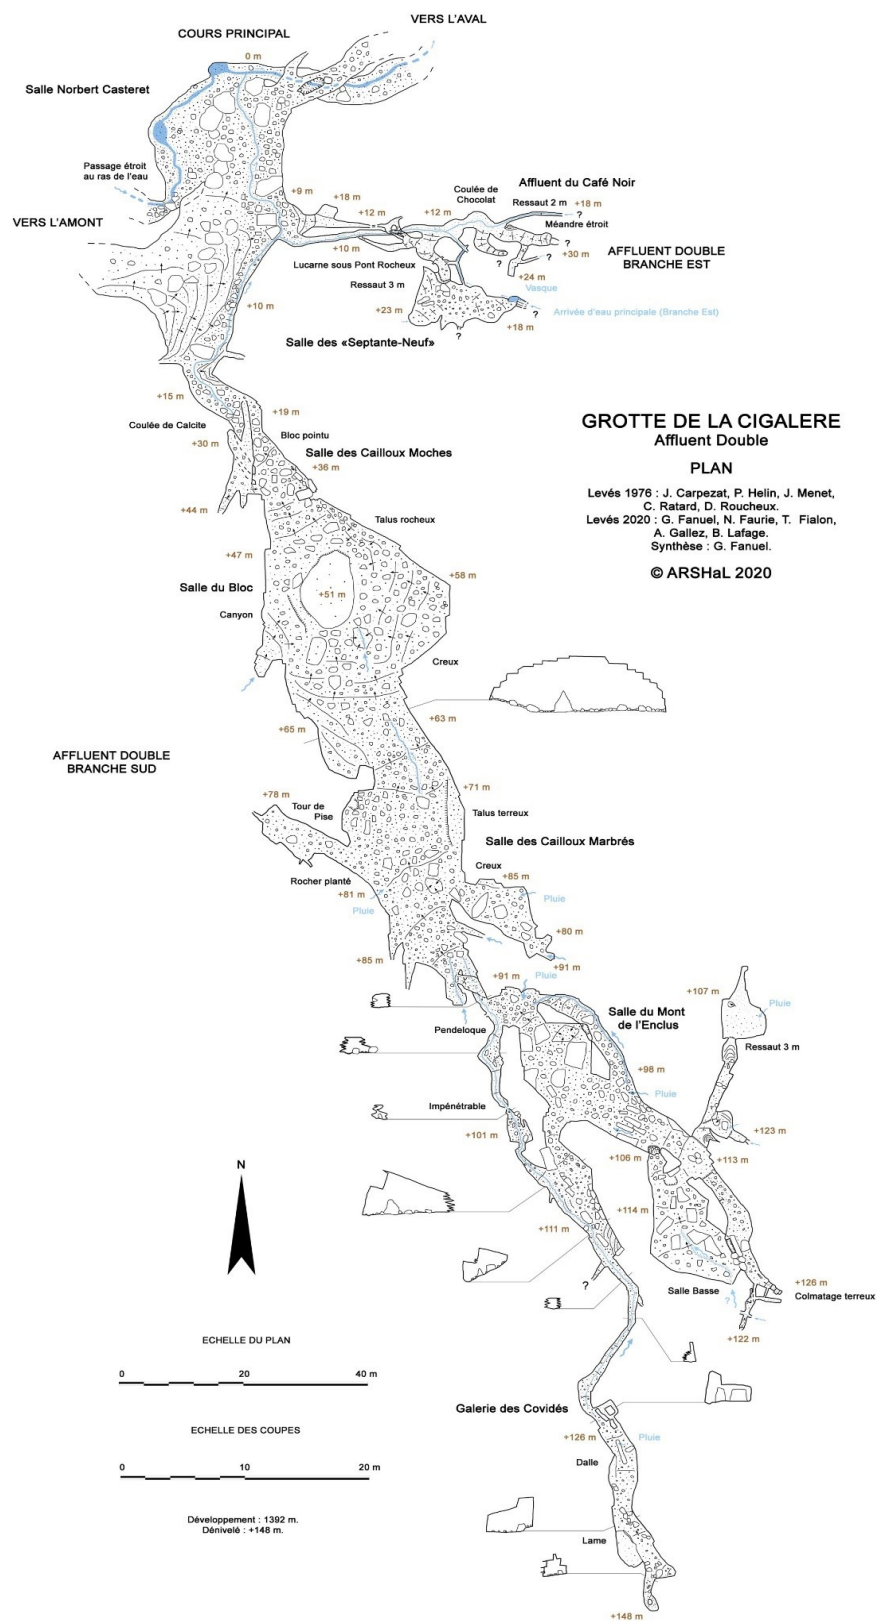 VERS L'AVAL
COURS PRINCIPAL
0 m
Salle Norbert Casteret
Passage étroit
au ras de l'eau
VERS L'AMONT
+9 m
+18 m
+12 m
+12 m
+10 m
Coulée de
Chocolat
Affluent du Café Noir
Ressaut 2 m
+18 m
?
Méandre étroit
?
+30 m
AFFLUENT DOUBLE
BRANCHE EST
?
+24 m
Lucarne sous Pont Rocheux
Ressaut 3 m
Vasque
+10 m
+23 m
Arrivée d'eau principale (Branche Est)
?
+18 m
?
Salle des «Septante-Neuf»
+15 m
+19 m
Coulée de Calcite
+30 m
Bloc pointu
Salle des Cailloux Moches
+36 m
+44 m
Talus rocheux
+47 m
+58 m
Salle du Bloc
+51 m
Canyon
Creux
+63 m
+65 m
GROTTE DE LA CIGALERE
Affluent Double
PLAN
Levés 1976 : J. Carpezat, P. Helin, J. Menet,
C. Ratard, D. Roucheux.
Levés 2020 : G. Fanuel, N. Faurie, T. Fialon,
A. Gallez, B. Lafage.
Synthèse : G. Fanuel.
© ARSHaL 2020
AFFLUENT DOUBLE
BRANCHE SUD
+71 m
+78 m
Tour de
Pise
Talus terreux
Salle des Cailloux Marbrés
Creux
+85 m
Rocher planté
+81 m
Pluie
Pluie
+80 m
+85 m
+91 m
+91 m
Pluie
+107 m
Pluie
Salle du Mont
de l'Enclus
Pendeloque
Ressaut 3 m
+98 m
Pluie
Impénétrable
+101 m
+123 m
+106 m
+113 m
+114 m
+111 m
?
Salle Basse
?
+126 m
Colmatage terreux
+122 m
N
ECHELLE DU PLAN
0 20 40 m
ECHELLE DES COUPES
0 10 20 m
Développement : 1392 m.
Dénivelé : +148 m.
Galerie des Covidés
+126 m
Pluie
Dalle
Lame
+148 m